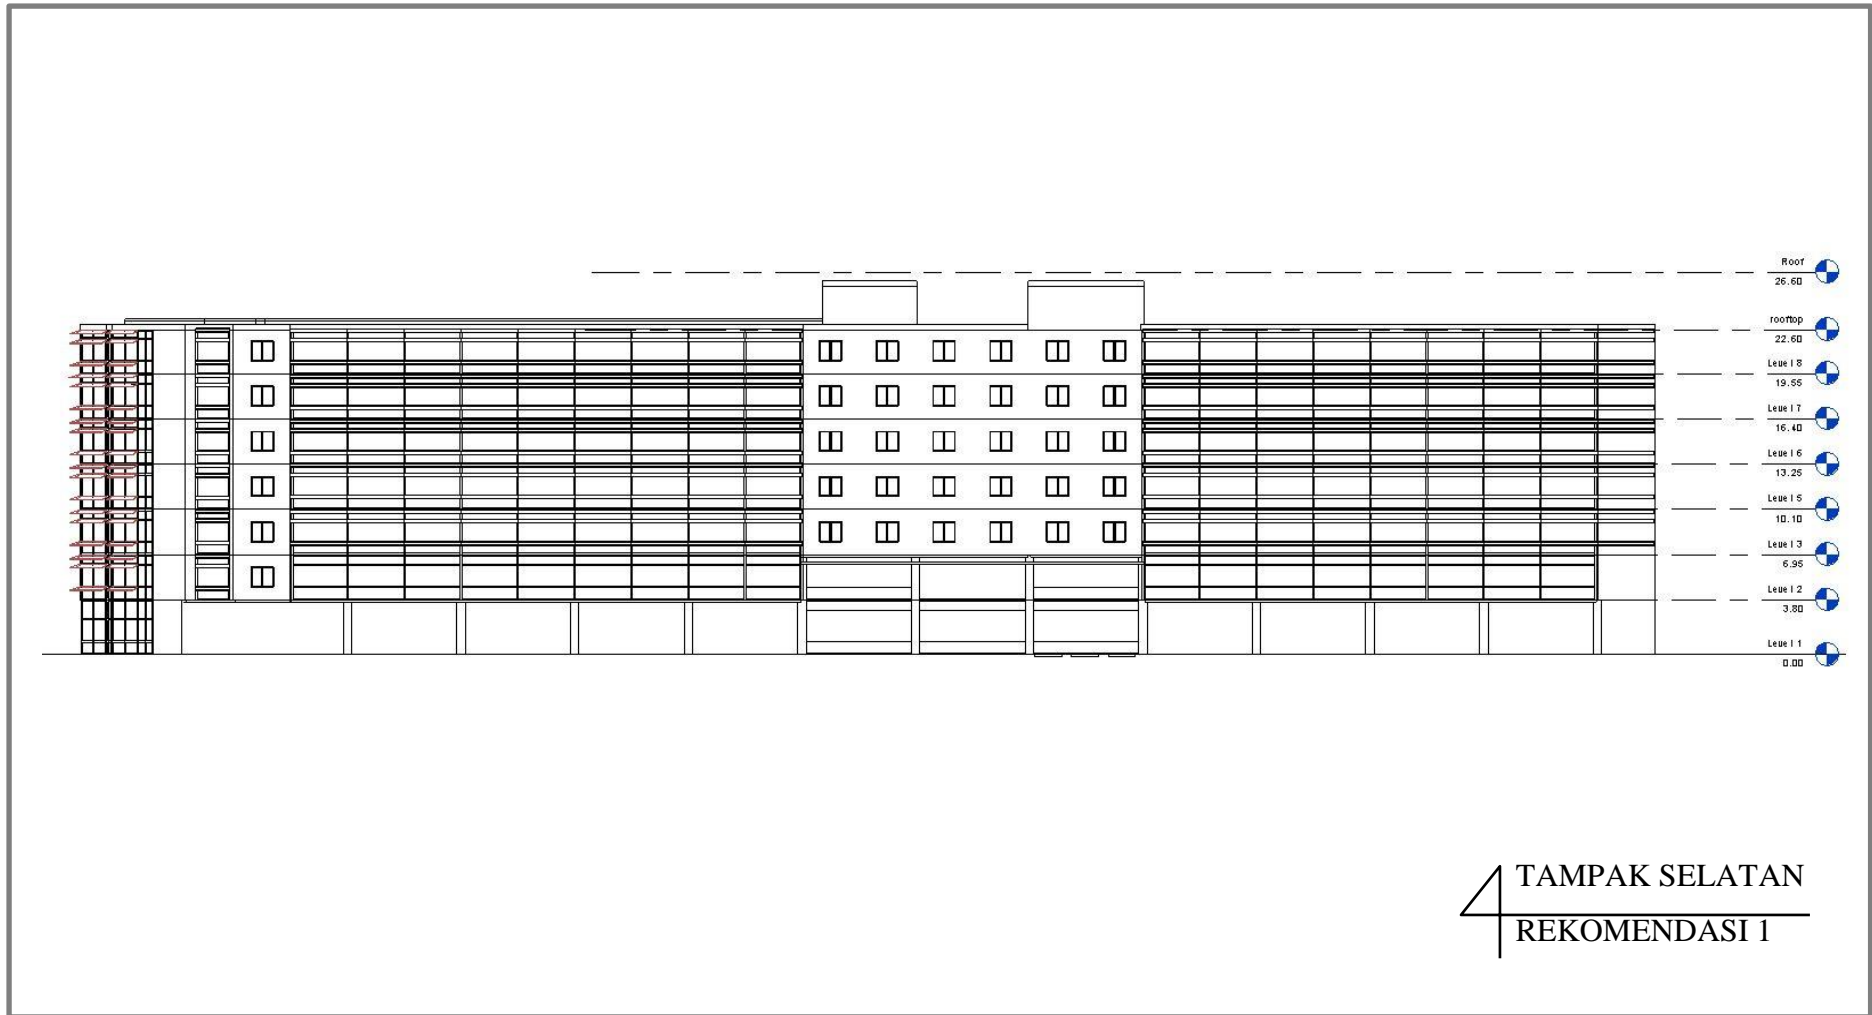 Roof
26.60
rooftop
22.60
Level 8
19.55
Level 7
16.40
Level 6
13.25
Level 5
10.10
Level 3
6.95
Level 2
3.80
Level 1
0.00
TAMPAK SELATAN
REKOMENDASI 1